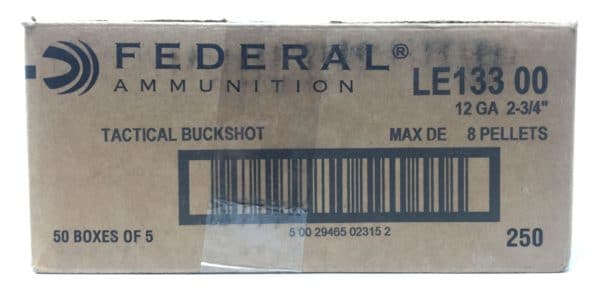 FEDERAL®
AMMUNITION
LE133 00
12 GA 2-3/4"
TACTICAL BUCKSHOT MAX DE 8 PELLETS
5 00 29465 02315 2
50 BOXES OF 5 250